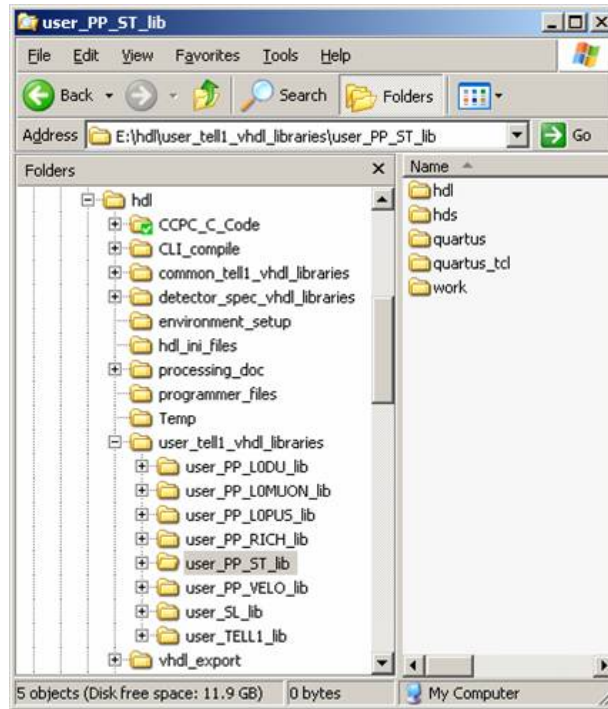 user_PP_ST_lib
File Edit View Favorites Tools Help
Back Search Folders
Address E:\hdl\user_tell1_vhdl_libraries\user_PP_ST_lib Go
Folders
hdl
CCPC_C_Code
CLI_compile
common_tell1_vhdl_libraries
detector_spec_vhdl_libraries
environment_setup
hdl_ini_files
processing_doc
programmer_files
Temp
user_tell1_vhdl_libraries
user_PP_L0DU_lib
user_PP_L0MUON_lib
user_PP_L0PUS_lib
user_PP_RICH_lib
user_PP_ST_lib
user_PP_VELO_lib
user_SL_lib
user_TELL1_lib
vhdl_export
Name
hdl
hds
quartus
quartus_tcl
work
5 objects (Disk free space: 11.9 GB) 0 bytes My Computer